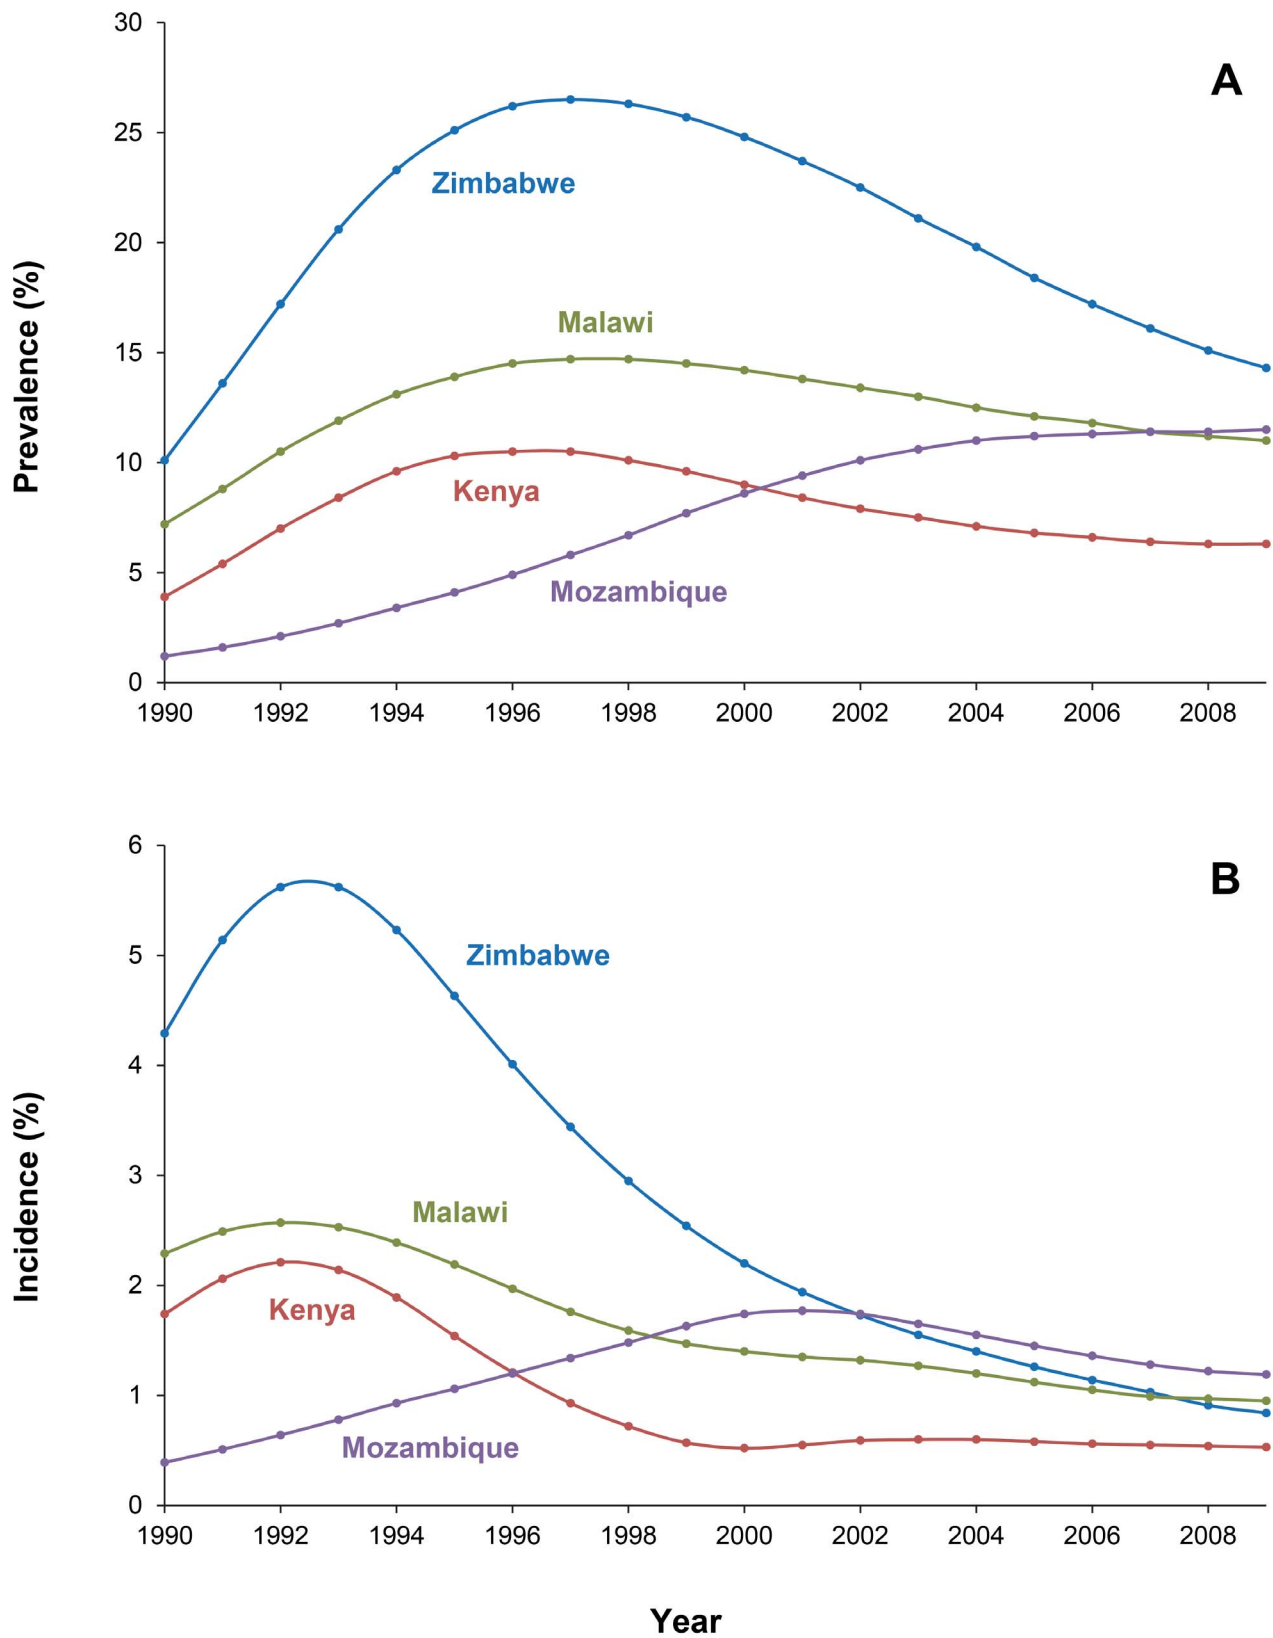 30
A
25
Zimbabwe
20
Malawi
15
10
Kenya
5
Mozambique
0
Prevalence (%)
1990 1992 1994 1996 1998 2000 2002 2004 2006 2008
6
B
5
Zimbabwe
4
3
Malawi
2
Kenya
1
Mozambique
0
Incidence (%)
1990 1992 1994 1996 1998 2000 2002 2004 2006 2008
Year